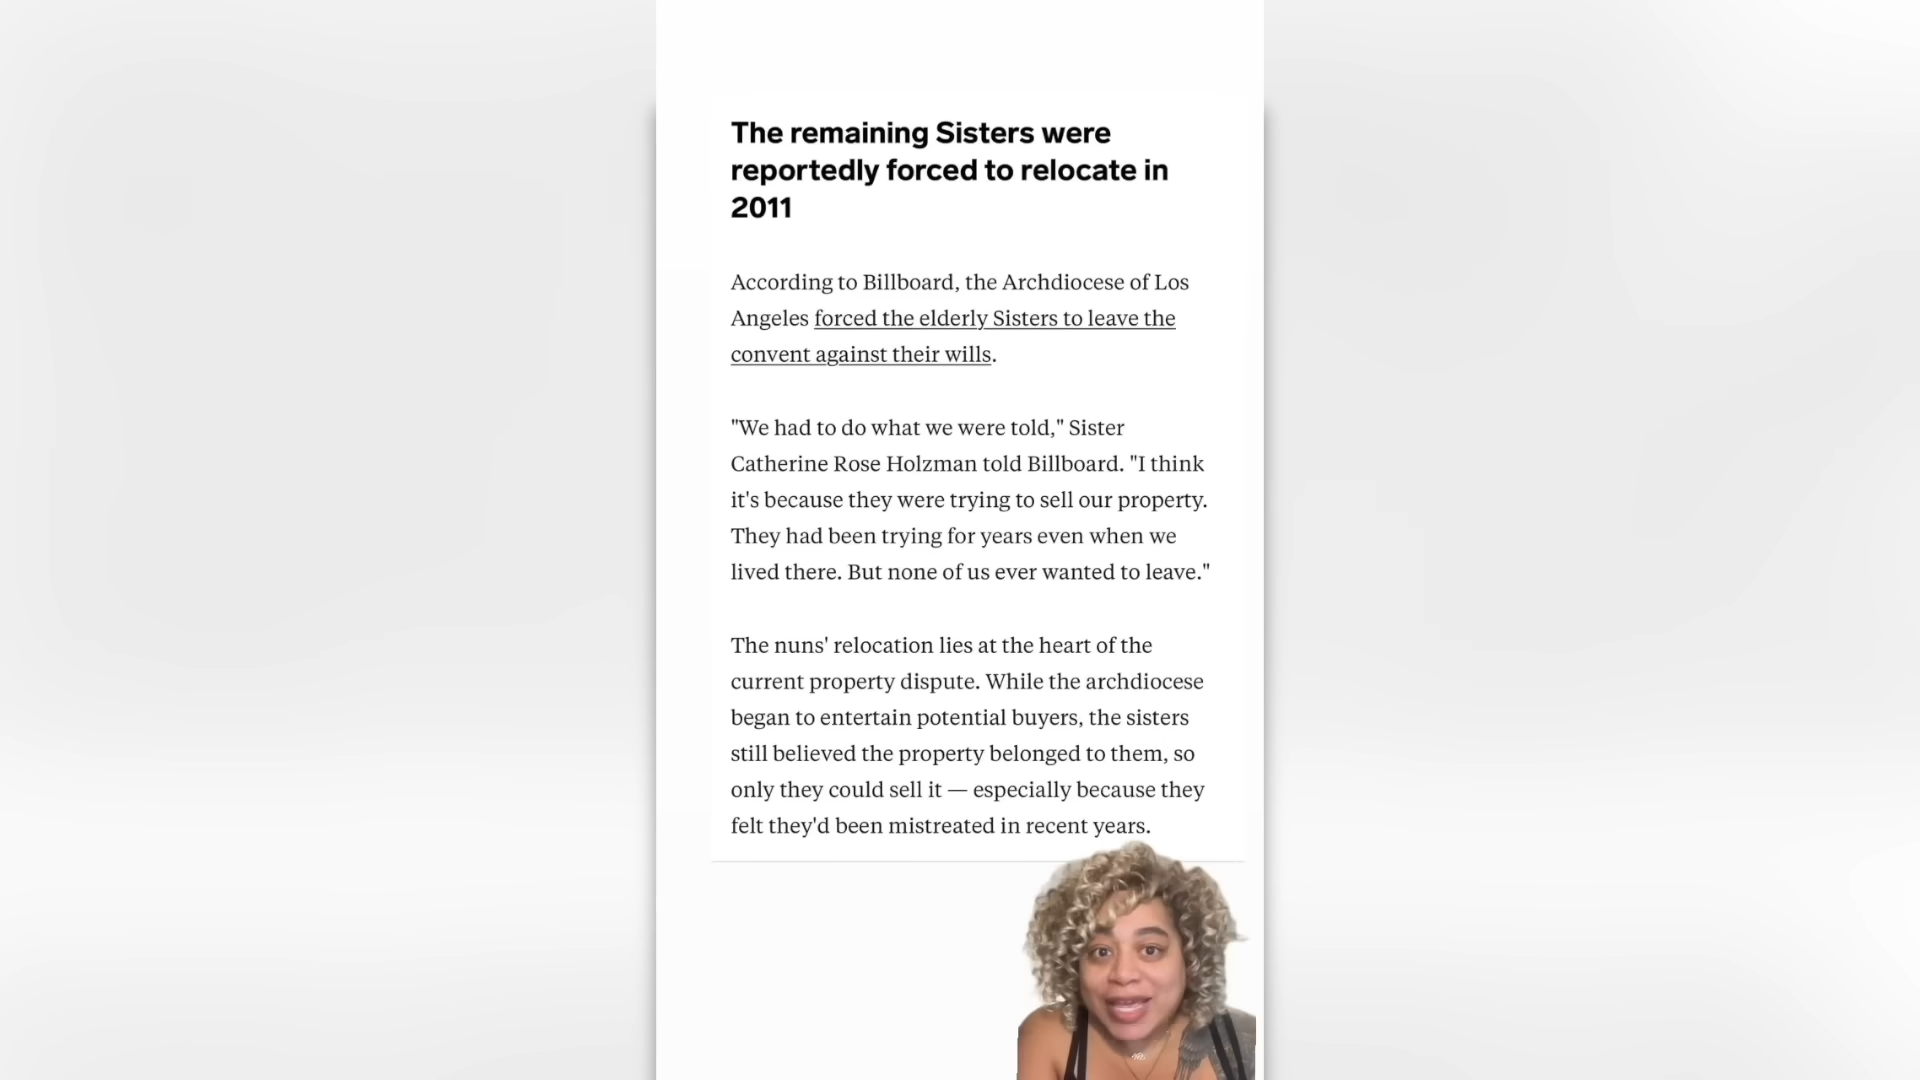 The remaining Sisters were
reportedly forced to relocate in
2011
According to Billboard, the Archdiocese of Los
Angeles forced the elderly Sisters to leave the
convent against their wills.
"We had to do what we were told," Sister
Catherine Rose Holzman told Billboard. "I think
it's because they were trying to sell our property.
They had been trying for years even when we
lived there. But none of us ever wanted to leave."
The nuns' relocation lies at the heart of the
current property dispute. While the archdiocese
began to entertain potential buyers, the sisters
still believed the property belonged to them, so
only they could sell it — especially because they
felt they'd been mistreated in recent years.